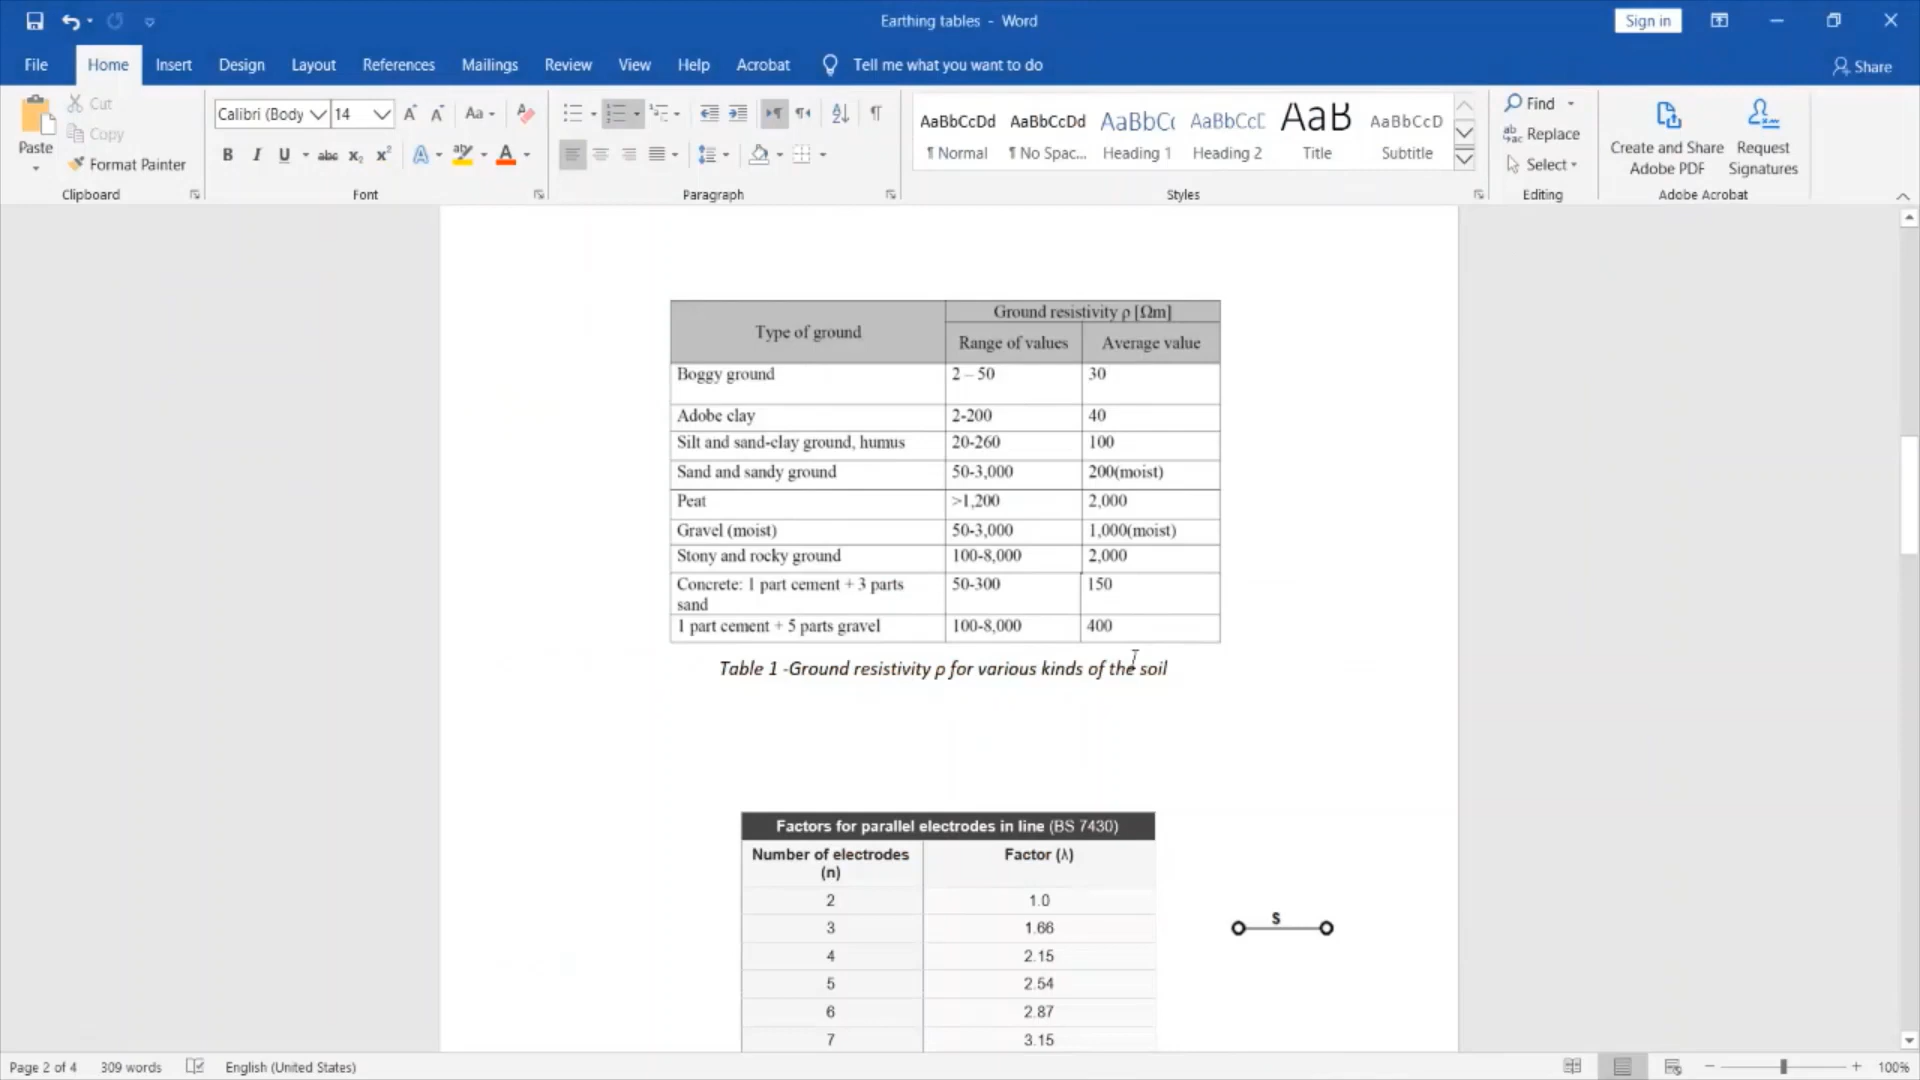 Earthing tables - Word
Sign in
File Home Insert Design Layout References Mailings Review View Help Acrobat Tell me what you want to do Share
Paste
Cut
Copy
Format Painter
Clipboard
Calibri (Body 14
Aa
B I U abc x₂ x² A A
Font
Paragraph
AaBbCcDd AaBbCcDd AaBbCc AaBbCcC AaB AaBbCcD
¶ Normal ¶ No Spac... Heading 1 Heading 2 Title Subtitle
Styles
Find
Replace
Select
Editing
Create and Share Adobe PDF
Request Signatures
Adobe Acrobat
Type of ground Ground resistivity ρ [Ωm]
Range of values Average value
Boggy ground 2 – 50 30
Adobe clay 2-200 40
Silt and sand-clay ground, humus 20-260 100
Sand and sandy ground 50-3,000 200(moist)
Peat >1,200 2,000
Gravel (moist) 50-3,000 1,000(moist)
Stony and rocky ground 100-8,000 2,000
Concrete: 1 part cement + 3 parts 50-300 150
sand
1 part cement + 5 parts gravel 100-8,000 400
Table 1 -Ground resistivity ρ for various kinds of the soil
Factors for parallel electrodes in line (BS 7430)
Number of electrodes Factor (λ)
(n)
2 1.0
3 1.66
4 2.15
5 2.54
6 2.87
7 3.15
s
Page 2 of 4 309 words English (United States) 100%